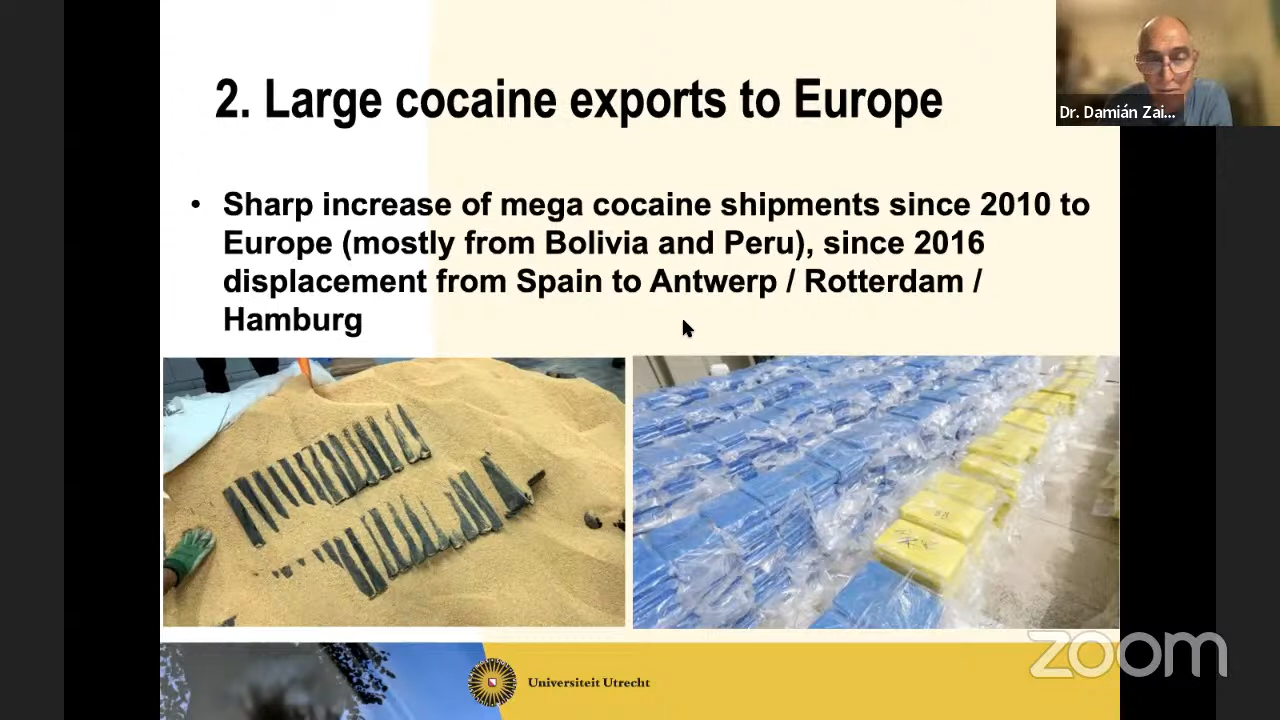 2. Large cocaine exports to Europe
Dr. Damián Zai...
• Sharp increase of mega cocaine shipments since 2010 to
Europe (mostly from Bolivia and Peru), since 2016
displacement from Spain to Antwerp / Rotterdam /
Hamburg
Universiteit Utrecht
zoom